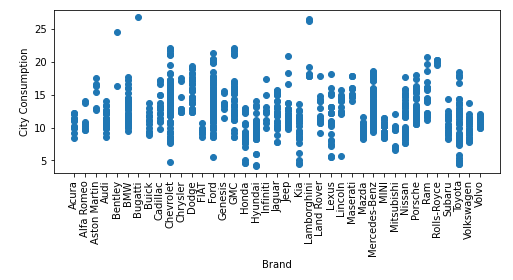 City Consumption
25
20
15
10
5
Acura
Alfa Romeo
Aston Martin
Audi
Bentley
BMW
Bugatti
Buick
Cadillac
Chevrolet
Chrysler
Dodge
FIAT
Ford
Genesis
GMC
Honda
Hyundai
Infiniti
Jaguar
Jeep
Kia
Lamborghini
Land Rover
Lexus
Lincoln
Maserati
Mazda
Mercedes-Benz
MINI
Mitsubishi
Nissan
Porsche
Ram
Rolls-Royce
Subaru
Toyota
Volkswagen
Volvo
Brand